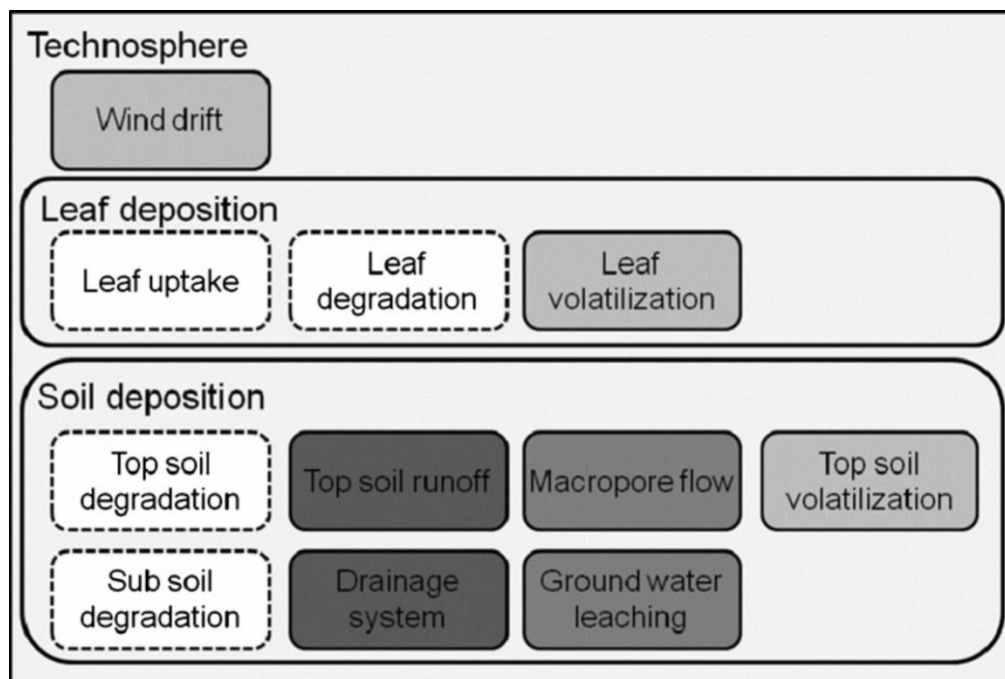 Technosphere
Wind drift
Leaf deposition
Leaf uptake
Leaf
degradation
Leaf
volatilization
Soil deposition
Top soil
degradation
Top soil runoff
Macropore flow
Top soil
volatilization
Sub soil
degradation
Drainage
system
Ground water
leaching